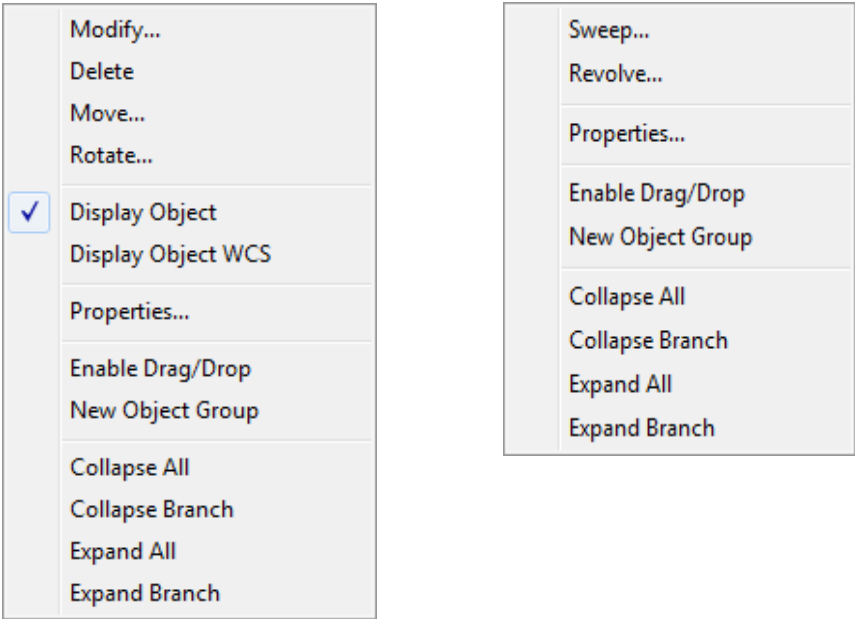 Modify...
Delete
Move...
Rotate...
Display Object
Display Object WCS
Properties...
Enable Drag/Drop
New Object Group
Collapse All
Collapse Branch
Expand All
Expand Branch
Sweep...
Revolve...
Properties...
Enable Drag/Drop
New Object Group
Collapse All
Collapse Branch
Expand All
Expand Branch